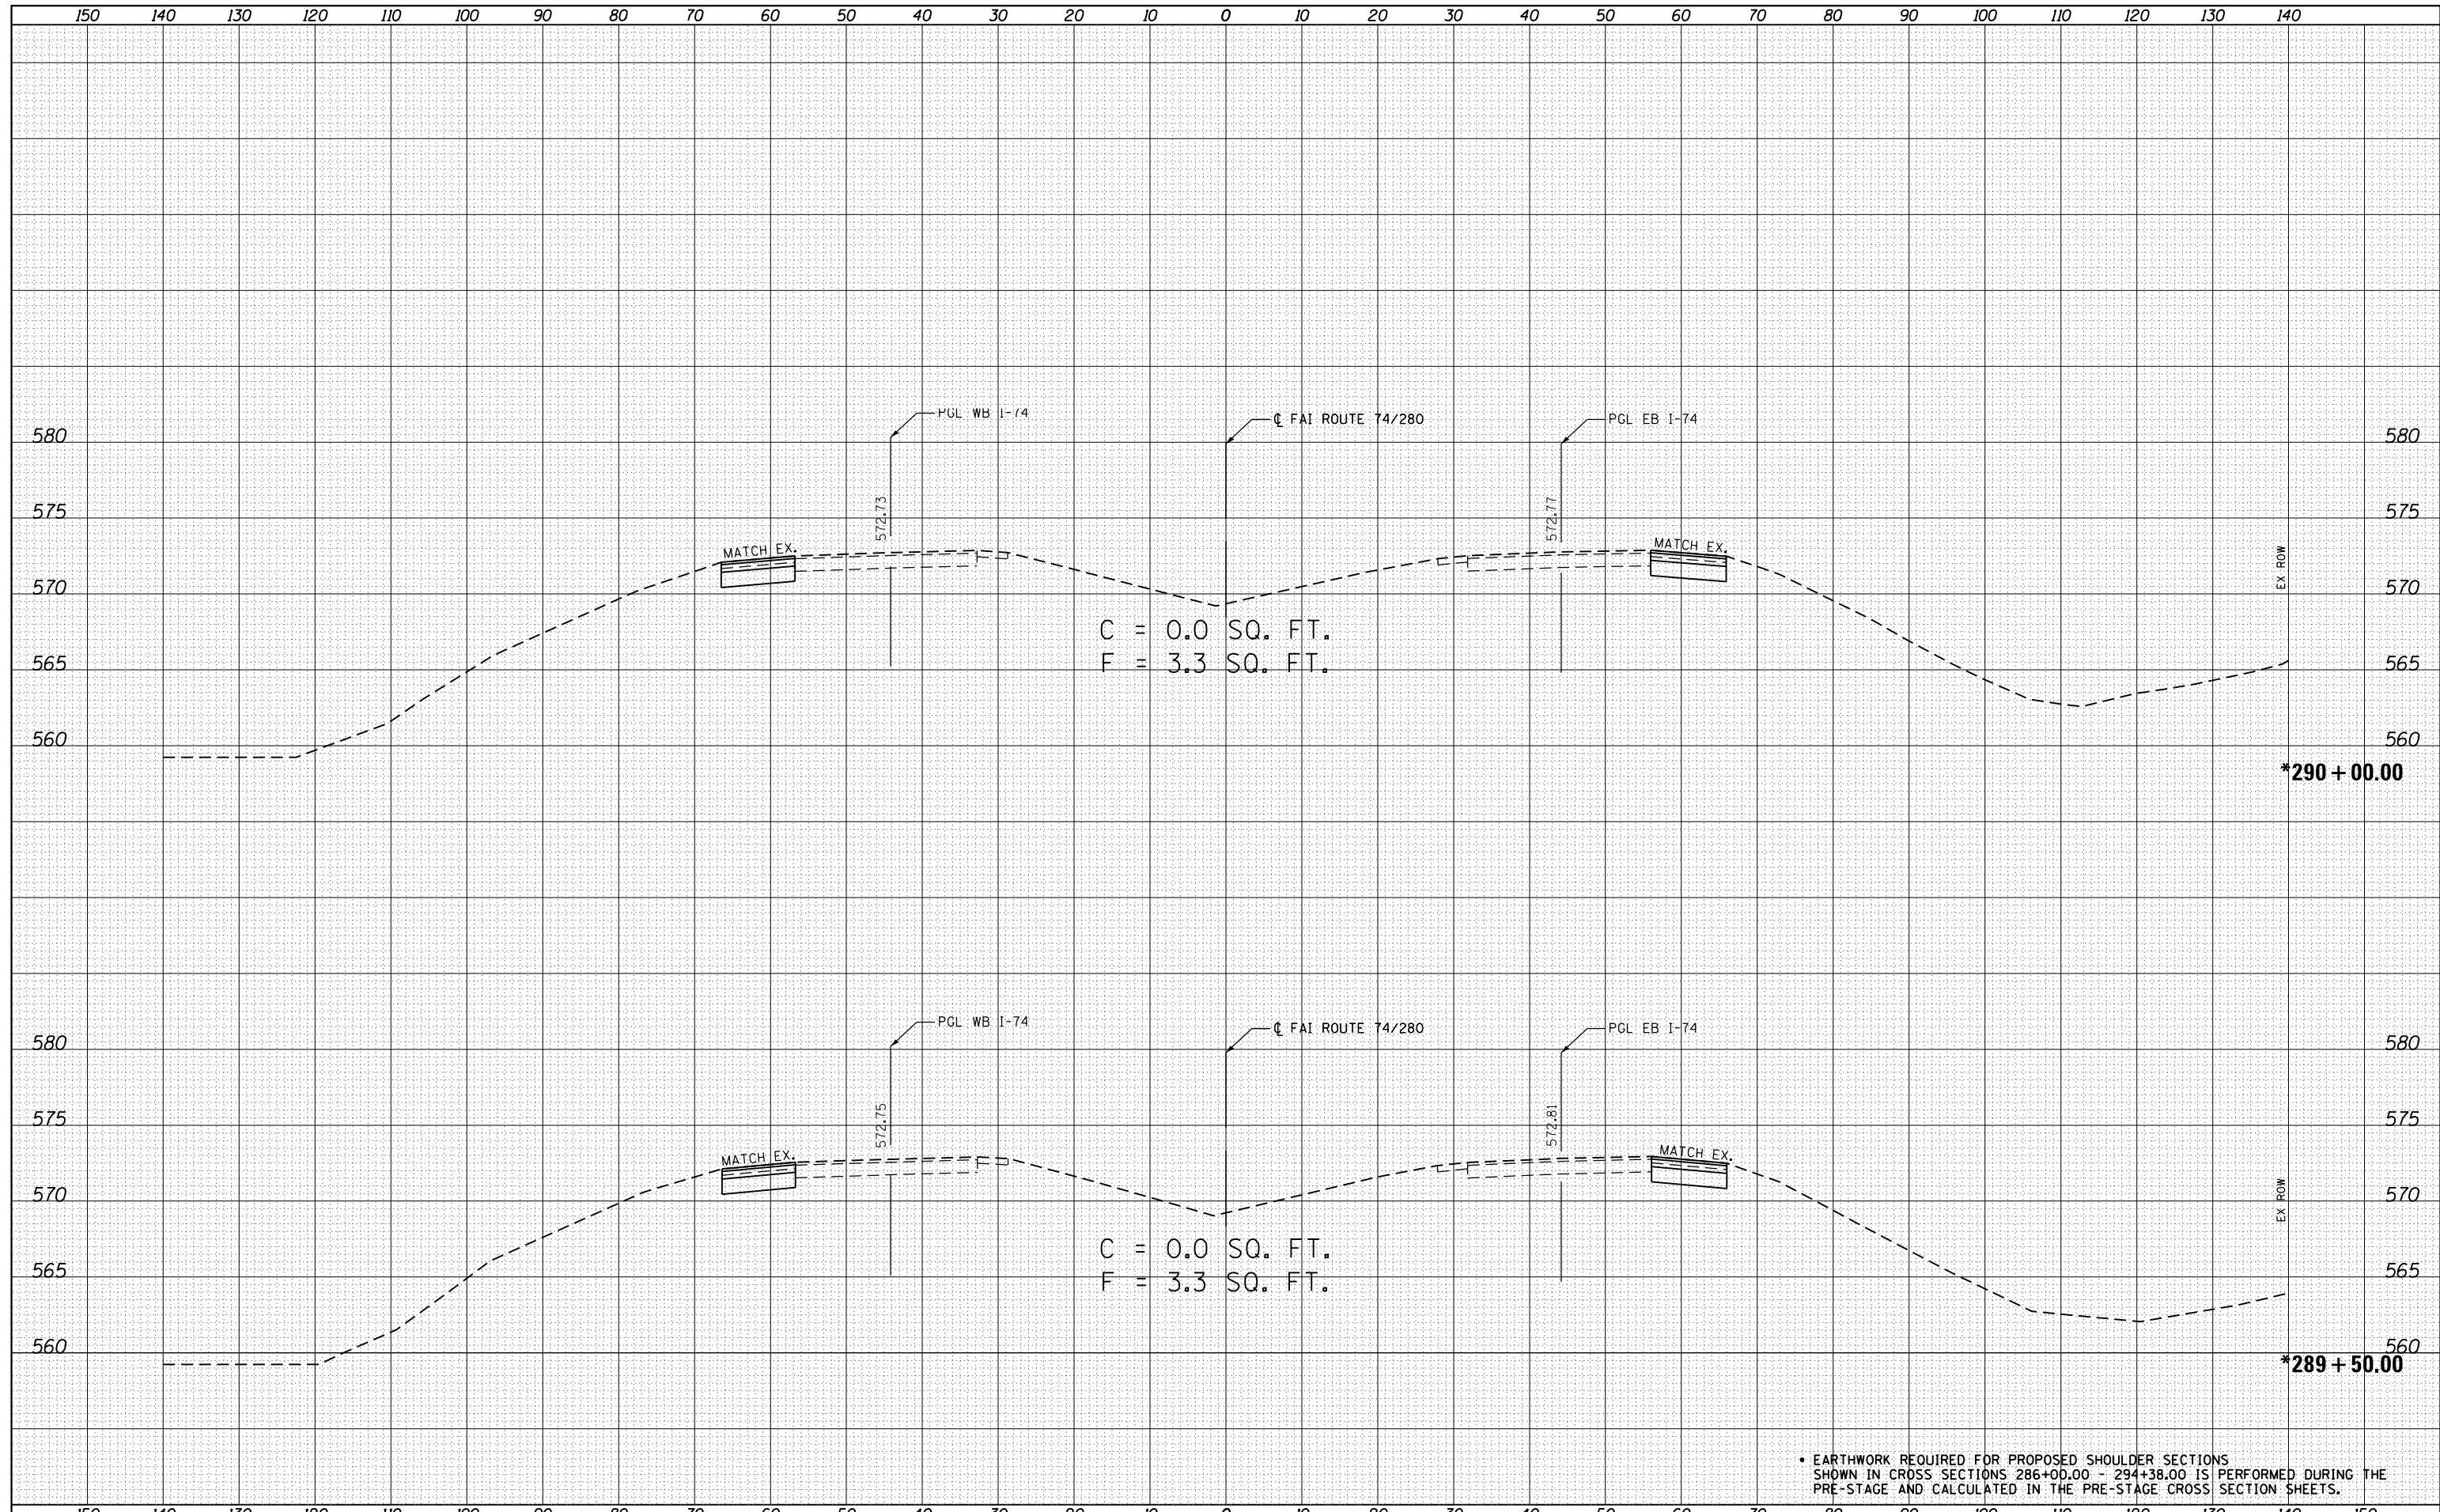 150 140 130 120 110 100 90 80 70 60 50 40 30 20 10 0 10 20 30 40 50 60 70 80 90 100 110 120 130 140
PGL WB I-74
℄ FAI ROUTE 74/280
PGL EB I-74
580 580
572.73 572.77
575 575
MATCH EX. MATCH EX.
EX ROW
570 570
C = 0.0 SQ. FT.
F = 3.3 SQ. FT.
565 565
560 560
*290+00.00
PGL WB I-74
℄ FAI ROUTE 74/280
PGL EB I-74
580 580
572.75 572.81
575 575
MATCH EX. MATCH EX.
EX ROW
570 570
C = 0.0 SQ. FT.
F = 3.3 SQ. FT.
565 565
560 560
*289+50.00
• EARTHWORK REQUIRED FOR PROPOSED SHOULDER SECTIONS
SHOWN IN CROSS SECTIONS 286+00.00 - 294+38.00 IS PERFORMED DURING THE
PRE-STAGE AND CALCULATED IN THE PRE-STAGE CROSS SECTION SHEETS.